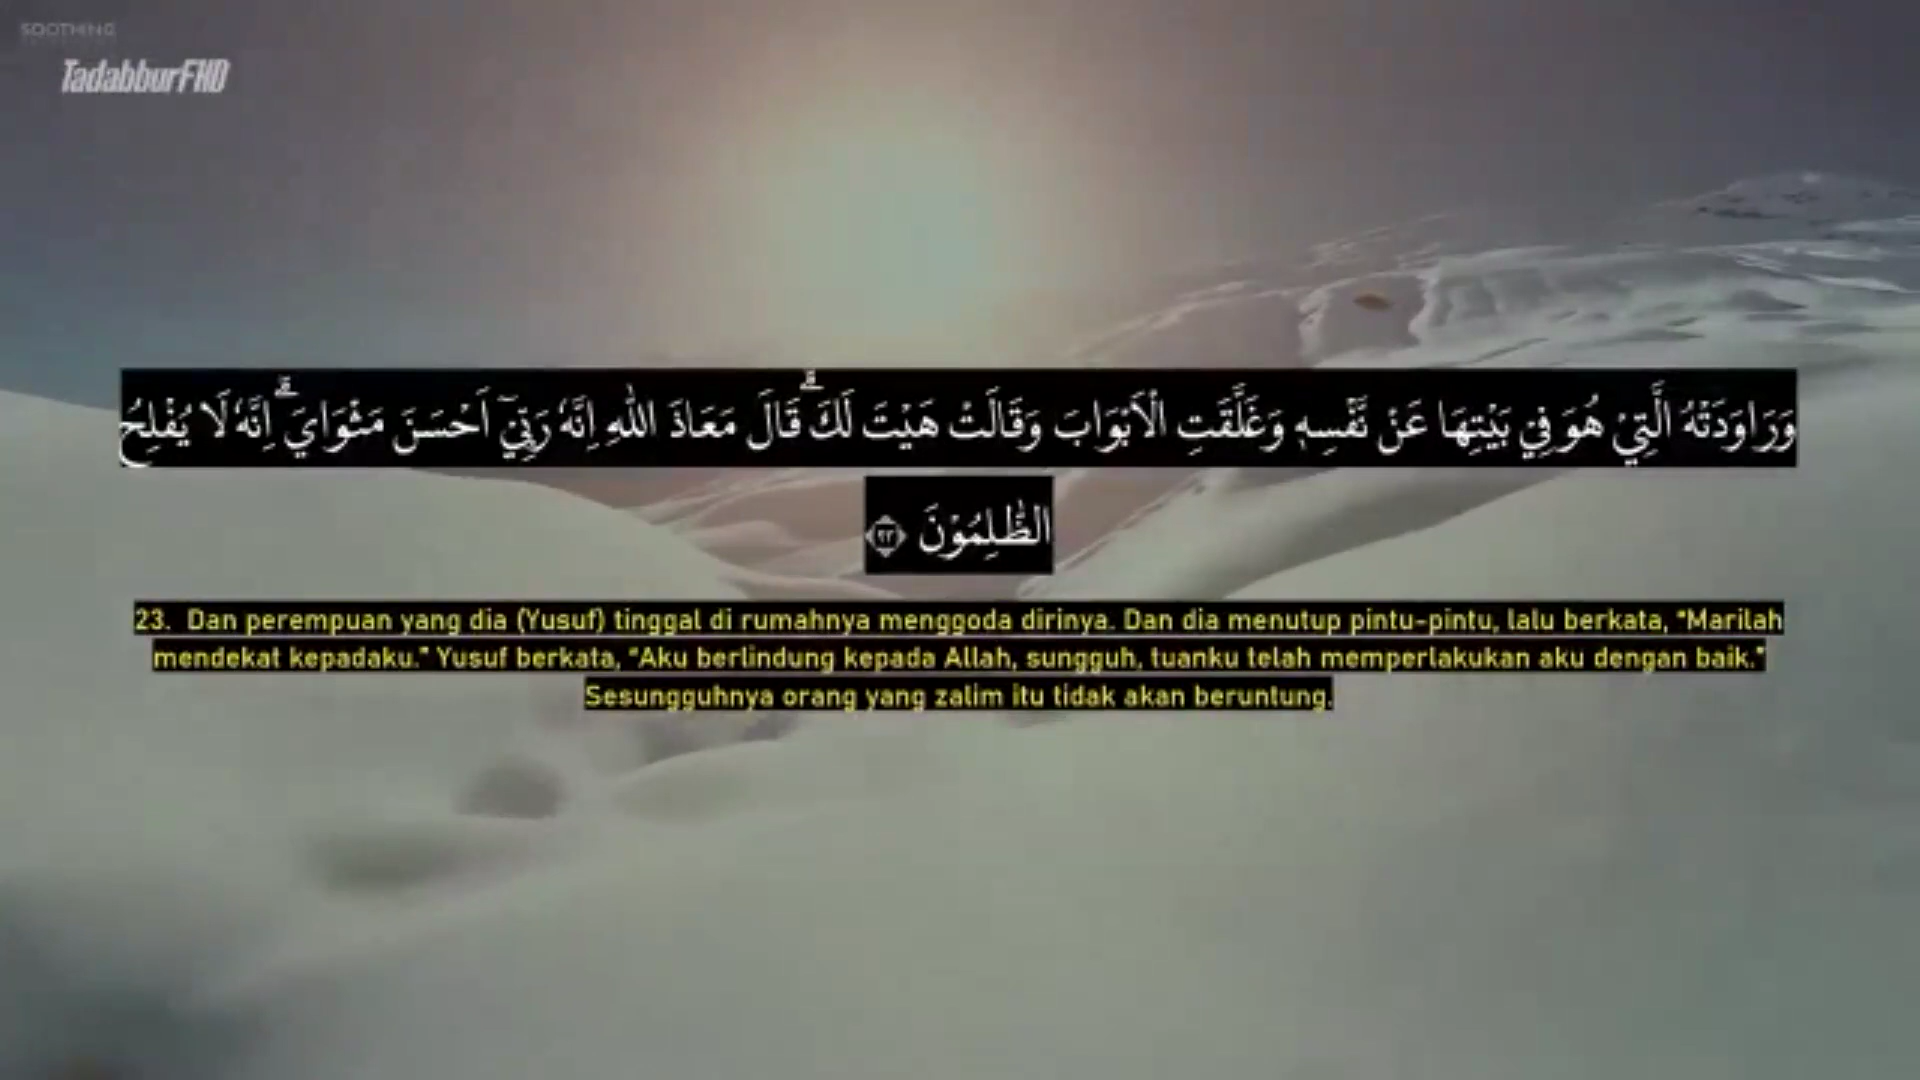 SOOTHING
TadabburFHD
وَرَاوَدَتْهُ الَّتِيْ هُوَ فِيْ بَيْتِهَا عَنْ نَّفْسِهٖ وَغَلَّقَتِ الْاَبْوَابَ وَقَالَتْ هَيْتَ لَكَ ۗقَالَ مَعَاذَ اللّٰهِ اِنَّهٗ رَبِّيْٓ اَحْسَنَ مَثْوَايَ ۗاِنَّهٗ لَا يُفْلِحُ
الظّٰلِمُوْنَ ۝٢٣
23. Dan perempuan yang dia (Yusuf) tinggal di rumahnya menggoda dirinya. Dan dia menutup pintu-pintu, lalu berkata, "Marilah
mendekat kepadaku." Yusuf berkata, "Aku berlindung kepada Allah, sungguh, tuanku telah memperlakukan aku dengan baik."
Sesungguhnya orang yang zalim itu tidak akan beruntung.